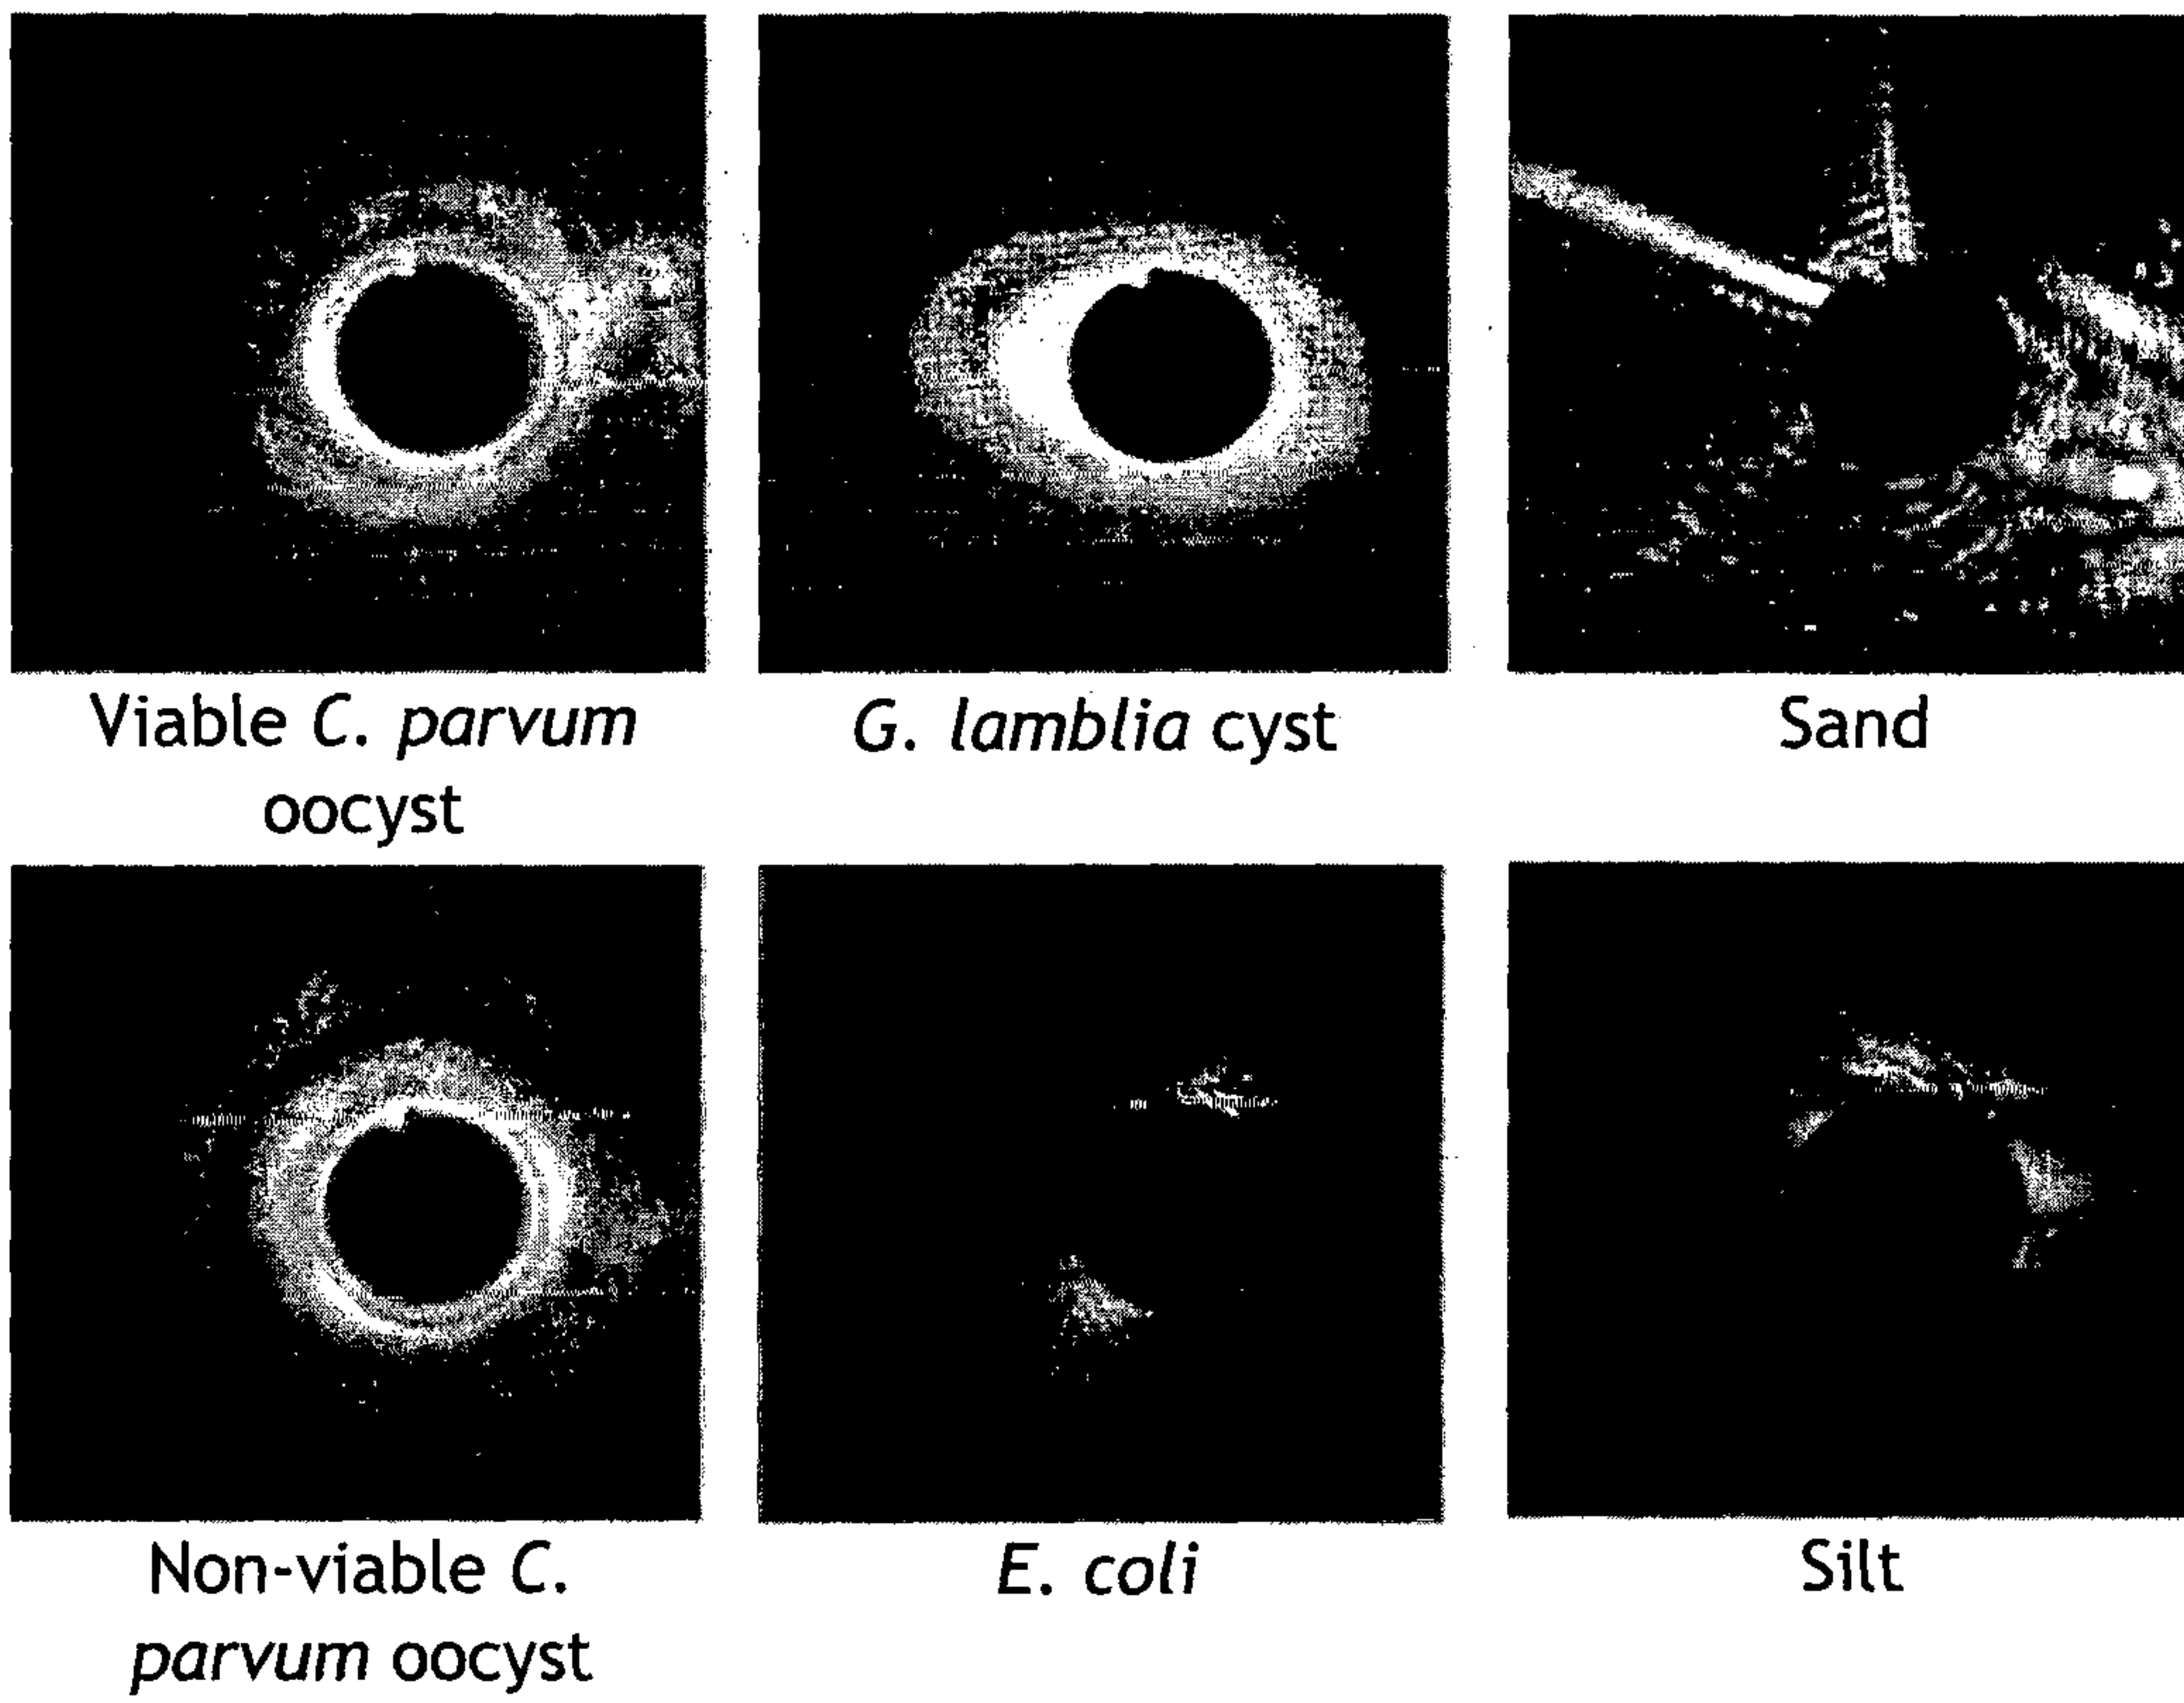 Viable C. parvum
oocyst
G. lamblia cyst
Sand
Non-viable C.
parvum oocyst
E. coli
Silt